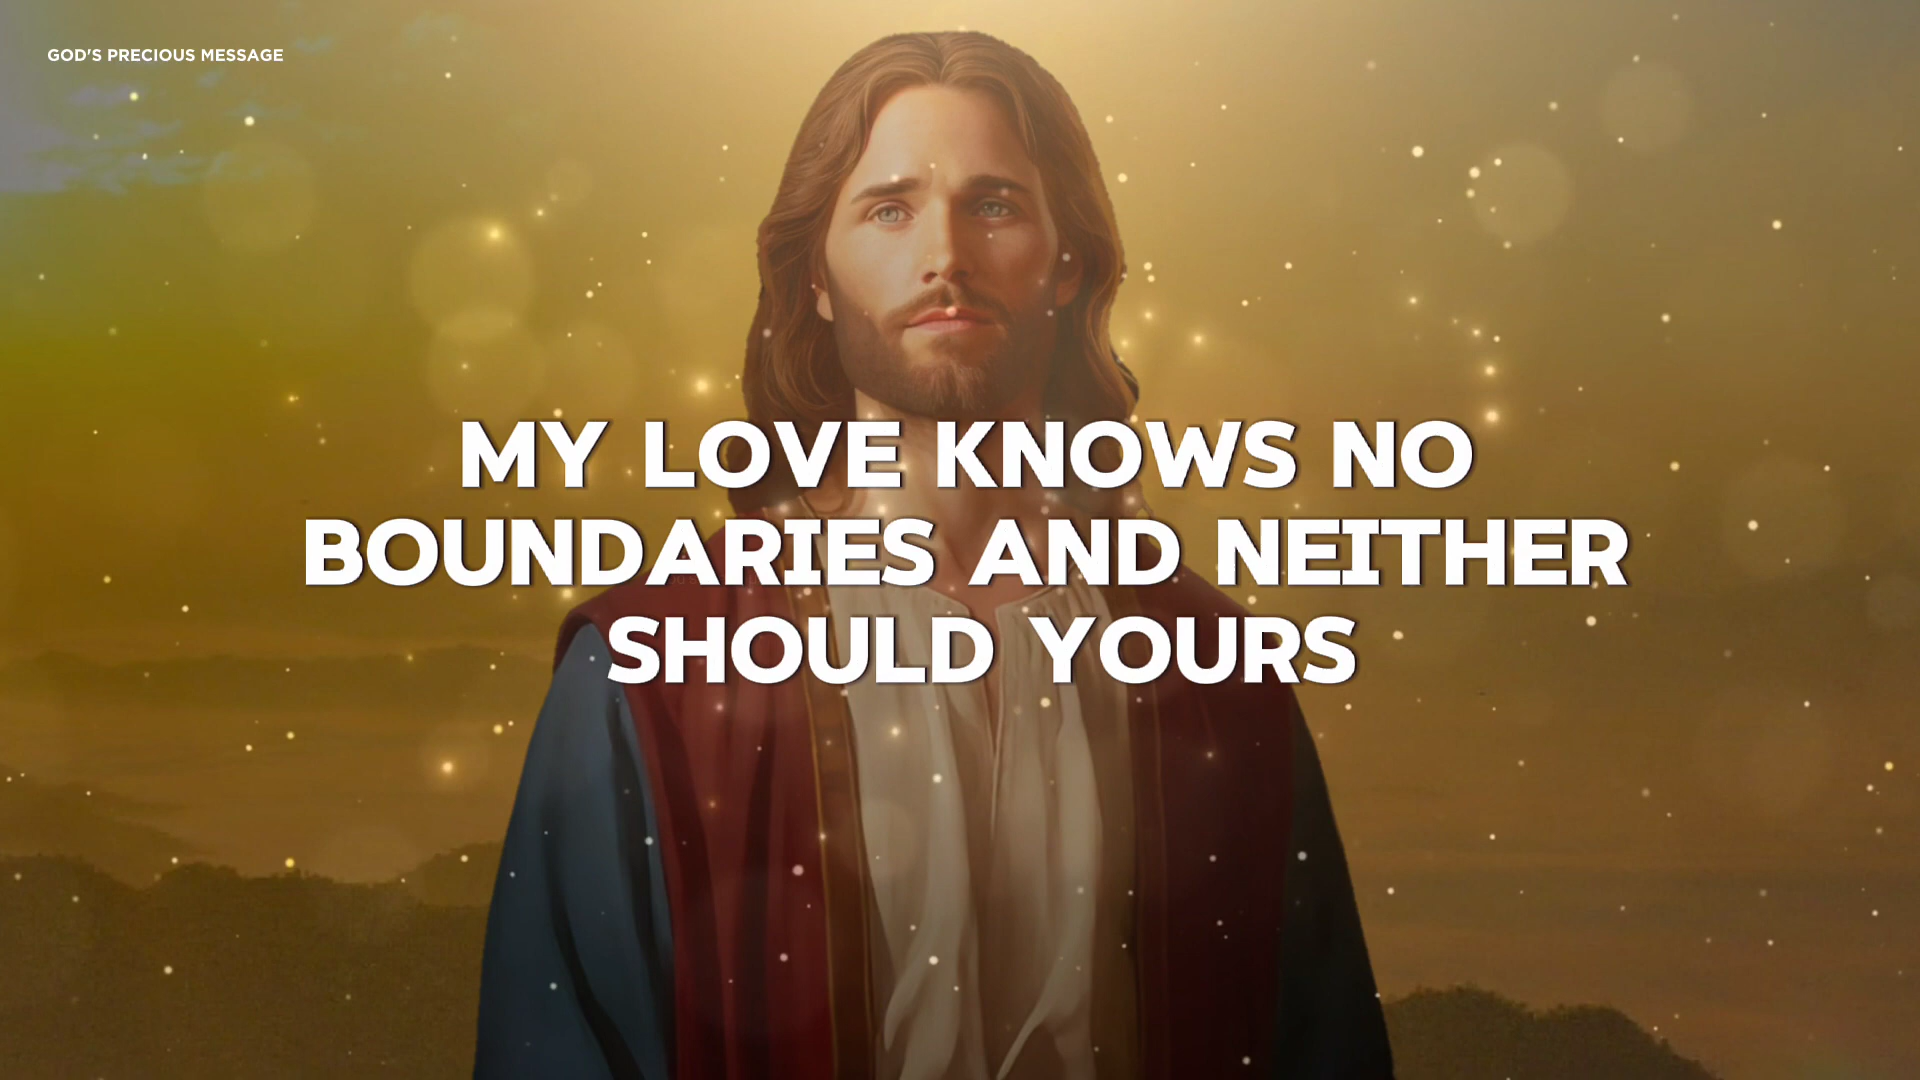 GOD'S PRECIOUS MESSAGE
MY LOVE KNOWS NO
BOUNDARIES AND NEITHER
SHOULD YOURS